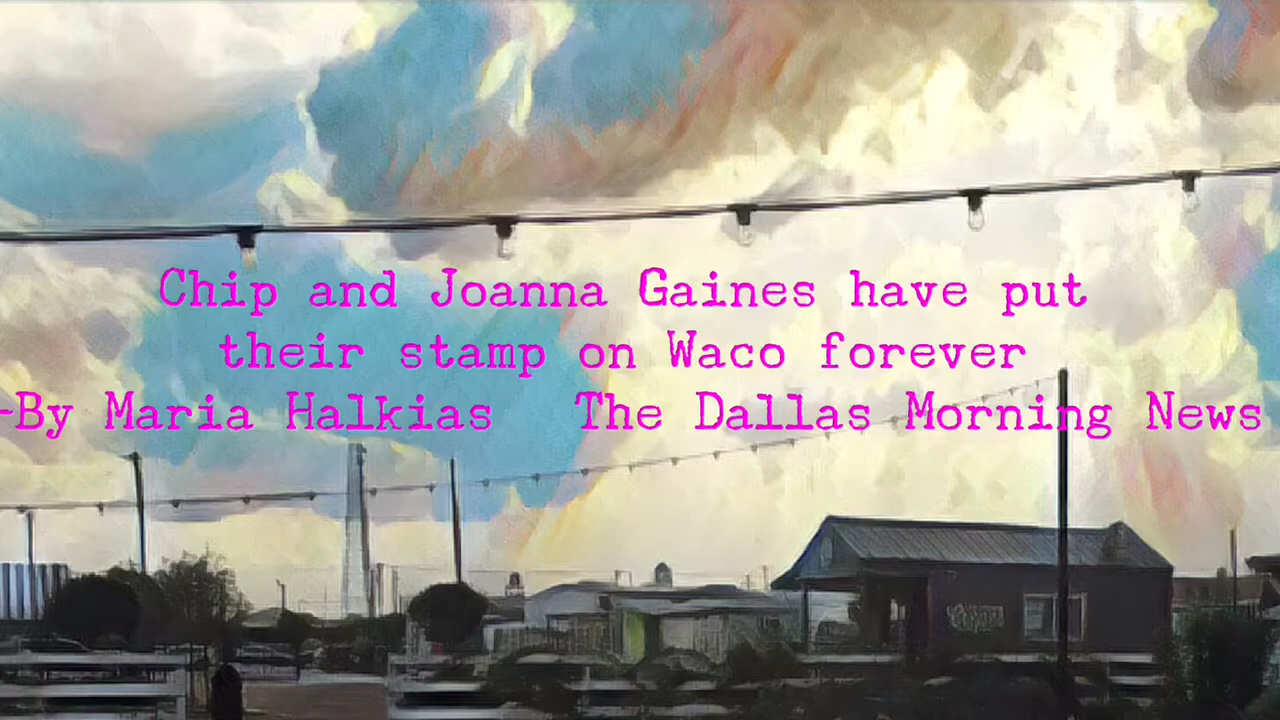 Chip and Joanna Gaines have put
their stamp on Waco forever
-By Maria Halkias   The Dallas Morning News